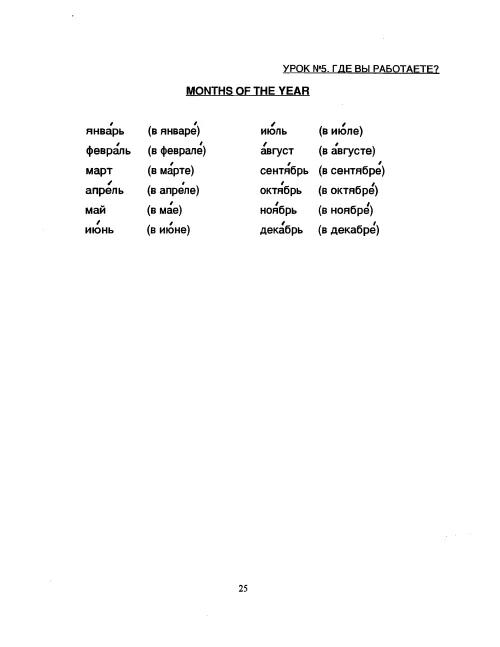 УРОК №5. ГДЕ ВЫ РАБОТАЕТЕ?
MONTHS OF THE YEAR
янва́рь (в январе́) ию́ль (в ию́ле)
февра́ль (в феврале́) а́вгуст (в а́вгусте)
март (в ма́рте) сентя́брь (в сентябре́)
апре́ль (в апре́ле) октя́брь (в октябре́)
май (в ма́е) ноя́брь (в ноябре́)
ию́нь (в ию́не) дека́брь (в декабре́)
25